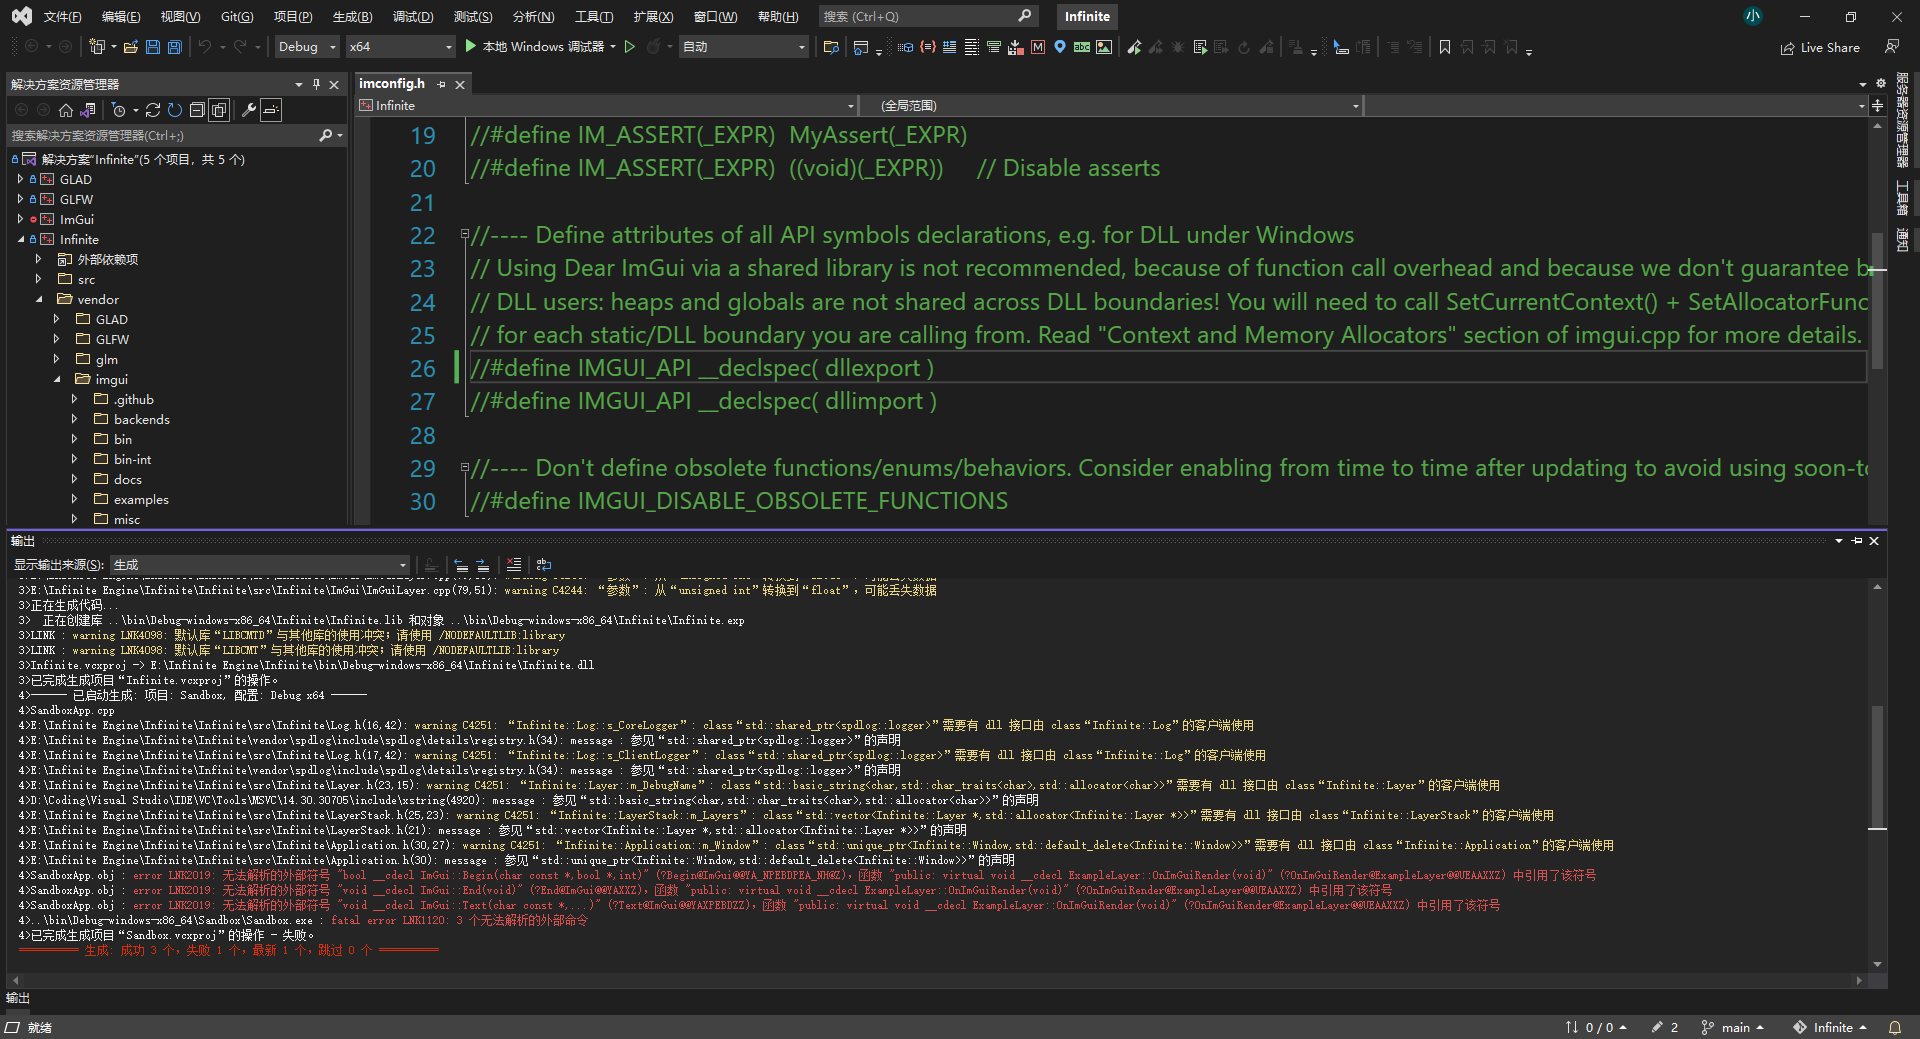 文件(F) 编辑(E) 视图(V) Git(G) 项目(P) 生成(B) 调试(D) 测试(S) 分析(N) 工具(T) 扩展(X) 窗口(W) 帮助(H) 搜索 (Ctrl+Q) Infinite 小
Debug x64 本地 Windows 调试器 自动 Live Share
解决方案资源管理器
搜索解决方案资源管理器(Ctrl+;)
解决方案"Infinite"(5 个项目，共 5 个)
GLAD
GLFW
ImGui
Infinite
外部依赖项
src
vendor
GLAD
GLFW
glm
imgui
.github
backends
bin
bin-int
docs
examples
misc
imconfig.h
Infinite (全局范围)
19 //#define IM_ASSERT(_EXPR)  MyAssert(_EXPR)
20 //#define IM_ASSERT(_EXPR)  ((void)(_EXPR))     // Disable asserts
21
22 //---- Define attributes of all API symbols declarations, e.g. for DLL under Windows
23 // Using Dear ImGui via a shared library is not recommended, because of function call overhead and because we don't guarantee b
24 // DLL users: heaps and globals are not shared across DLL boundaries! You will need to call SetCurrentContext() + SetAllocatorFunc
25 // for each static/DLL boundary you are calling from. Read "Context and Memory Allocators" section of imgui.cpp for more details.
26 //#define IMGUI_API __declspec( dllexport )
27 //#define IMGUI_API __declspec( dllimport )
28
29 //---- Don't define obsolete functions/enums/behaviors. Consider enabling from time to time after updating to avoid using soon-to
30 //#define IMGUI_DISABLE_OBSOLETE_FUNCTIONS
服务器资源管理器
工具箱
通知
输出
显示输出来源(S): 生成
3>E:\Infinite Engine\Infinite\Infinite\src\Infinite\ImGui\ImGuiLayer.cpp(79,51): warning C4244: “参数”: 从“unsigned int”转换到“float”，可能丢失数据
3>正在生成代码...
3>  正在创建库 ..\bin\Debug-windows-x86_64\Infinite\Infinite.lib 和对象 ..\bin\Debug-windows-x86_64\Infinite\Infinite.exp
3>LINK : warning LNK4098: 默认库“LIBCMTD”与其他库的使用冲突；请使用 /NODEFAULTLIB:library
3>LINK : warning LNK4098: 默认库“LIBCMT”与其他库的使用冲突；请使用 /NODEFAULTLIB:library
3>Infinite.vcxproj -> E:\Infinite Engine\Infinite\bin\Debug-windows-x86_64\Infinite\Infinite.dll
3>已完成生成项目“Infinite.vcxproj”的操作。
4>------ 已启动生成: 项目: Sandbox, 配置: Debug x64 ------
4>SandboxApp.cpp
4>E:\Infinite Engine\Infinite\Infinite\src\Infinite\Log.h(16,42): warning C4251: “Infinite::Log::s_CoreLogger”: class“std::shared_ptr<spdlog::logger>”需要有 dll 接口由 class“Infinite::Log”的客户端使用
4>E:\Infinite Engine\Infinite\Infinite\vendor\spdlog\include\spdlog\details\registry.h(34): message : 参见“std::shared_ptr<spdlog::logger>”的声明
4>E:\Infinite Engine\Infinite\Infinite\src\Infinite\Log.h(17,42): warning C4251: “Infinite::Log::s_ClientLogger”: class“std::shared_ptr<spdlog::logger>”需要有 dll 接口由 class“Infinite::Log”的客户端使用
4>E:\Infinite Engine\Infinite\Infinite\vendor\spdlog\include\spdlog\details\registry.h(34): message : 参见“std::shared_ptr<spdlog::logger>”的声明
4>E:\Infinite Engine\Infinite\Infinite\src\Infinite\Layer.h(23,15): warning C4251: “Infinite::Layer::m_DebugName”: class“std::basic_string<char,std::char_traits<char>,std::allocator<char>>”需要有 dll 接口由 class“Infinite::Layer”的客户端使用
4>D:\Coding\Visual Studio\IDE\VC\Tools\MSVC\14.30.30705\include\xstring(4920): message : 参见“std::basic_string<char,std::char_traits<char>,std::allocator<char>>”的声明
4>E:\Infinite Engine\Infinite\Infinite\src\Infinite\LayerStack.h(25,23): warning C4251: “Infinite::LayerStack::m_Layers”: class“std::vector<Infinite::Layer *,std::allocator<Infinite::Layer *>>”需要有 dll 接口由 class“Infinite::LayerStack”的客户端使用
4>E:\Infinite Engine\Infinite\Infinite\src\Infinite\LayerStack.h(21): message : 参见“std::vector<Infinite::Layer *,std::allocator<Infinite::Layer *>>”的声明
4>E:\Infinite Engine\Infinite\Infinite\src\Infinite\Application.h(30,27): warning C4251: “Infinite::Application::m_Window”: class“std::unique_ptr<Infinite::Window,std::default_delete<Infinite::Window>>”需要有 dll 接口由 class“Infinite::Application”的客户端使用
4>E:\Infinite Engine\Infinite\Infinite\src\Infinite\Application.h(30): message : 参见“std::unique_ptr<Infinite::Window,std::default_delete<Infinite::Window>>”的声明
4>SandboxApp.obj : error LNK2019: 无法解析的外部符号 "bool __cdecl ImGui::Begin(char const *,bool *,int)" (?Begin@ImGui@@YA_NPEBDPEA_NH@Z)，函数 "public: virtual void __cdecl ExampleLayer::OnImGuiRender(void)" (?OnImGuiRender@ExampleLayer@@UEAAXXZ) 中引用了该符号
4>SandboxApp.obj : error LNK2019: 无法解析的外部符号 "void __cdecl ImGui::End(void)" (?End@ImGui@@YAXXZ)，函数 "public: virtual void __cdecl ExampleLayer::OnImGuiRender(void)" (?OnImGuiRender@ExampleLayer@@UEAAXXZ) 中引用了该符号
4>SandboxApp.obj : error LNK2019: 无法解析的外部符号 "void __cdecl ImGui::Text(char const *,...)" (?Text@ImGui@@YAXPEBDZZ)，函数 "public: virtual void __cdecl ExampleLayer::OnImGuiRender(void)" (?OnImGuiRender@ExampleLayer@@UEAAXXZ) 中引用了该符号
4>..\bin\Debug-windows-x86_64\Sandbox\Sandbox.exe : fatal error LNK1120: 3 个无法解析的外部命令
4>已完成生成项目“Sandbox.vcxproj”的操作 - 失败。
========== 生成: 成功 3 个，失败 1 个，最新 1 个，跳过 0 个 ==========
输出
就绪 0 / 0 2 main Infinite